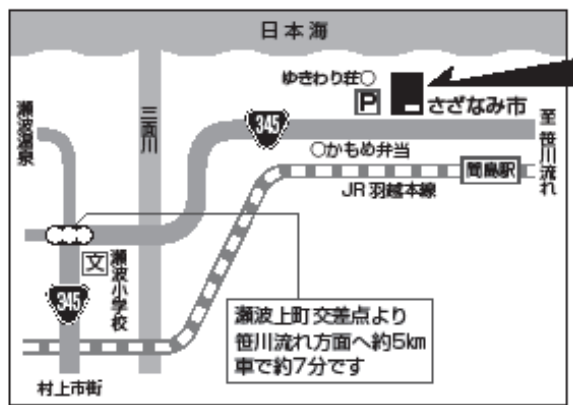 日本海
ゆきわり荘○
P
さざなみ市
345
○かもめ弁当
間島駅
JR羽越本線
至笹川流れ
瀬波温泉
三面川
文
瀬波小学校
345
瀬波上町交差点より
笹川流れ方面へ約5km
車で約7分です
村上市街